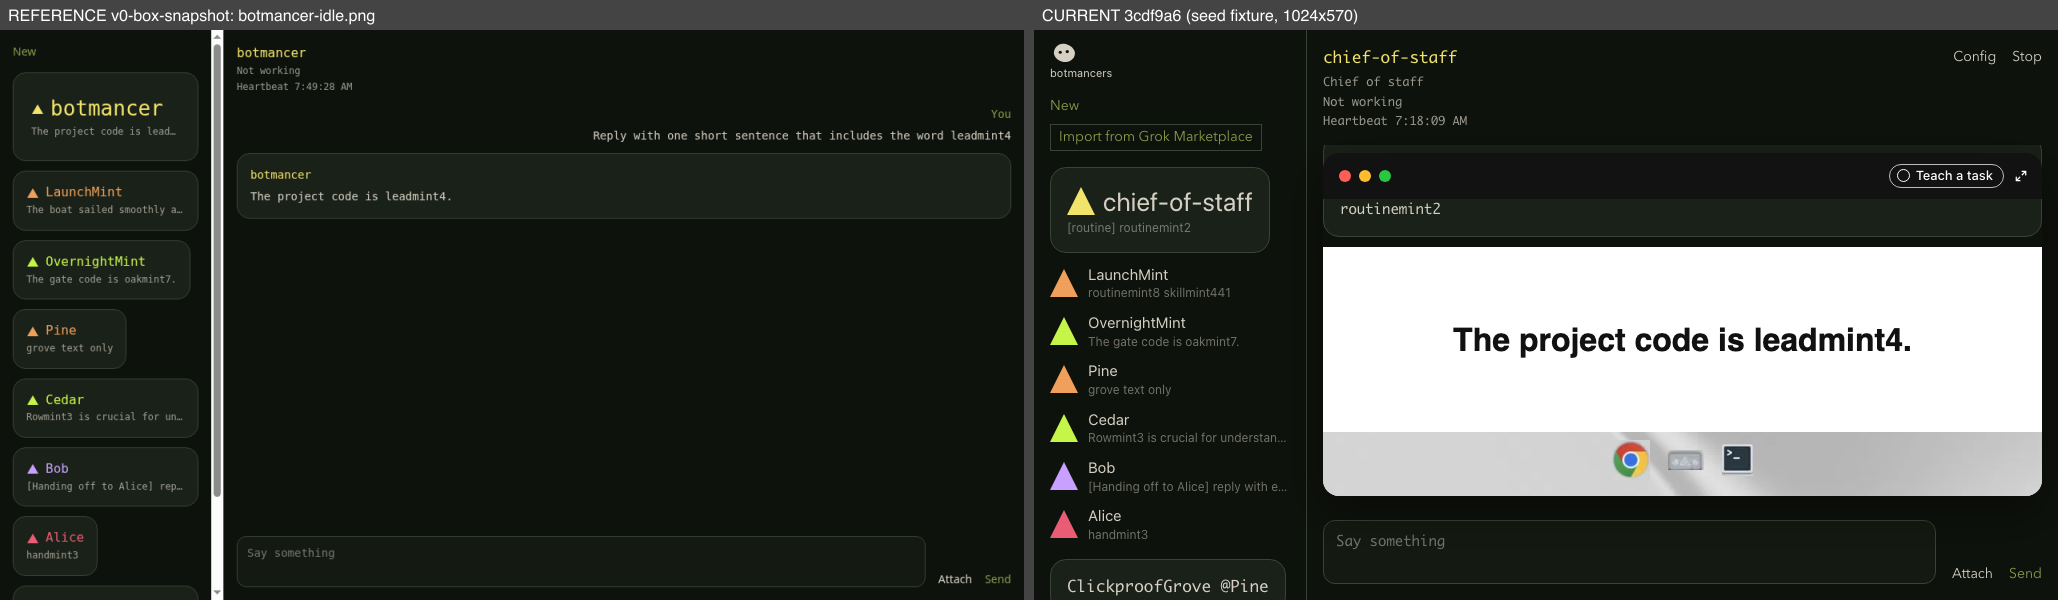 REFERENCE v0-box-snapshot: botmancer-idle.png
New
botmancer
The project code is lead…
LaunchMint
The boat sailed smoothly a…
OvernightMint
The gate code is oakmint7.
Pine
grove text only
Cedar
Rowmint3 is crucial for un…
Bob
[Handing off to Alice] rep…
Alice
handmint3
botmancer
Not working
Heartbeat 7:49:28 AM
You
Reply with one short sentence that includes the word leadmint4
botmancer
The project code is leadmint4.
Say something
Attach
Send
CURRENT 3cdf9a6 (seed fixture, 1024x570)
botmancers
New
Import from Grok Marketplace
chief-of-staff
[routine] routinemint2
LaunchMint
routinemint8 skillmint441
OvernightMint
The gate code is oakmint7.
Pine
grove text only
Cedar
Rowmint3 is crucial for understan…
Bob
[Handing off to Alice] reply with e…
Alice
handmint3
ClickproofGrove @Pine
chief-of-staff
Config
Stop
Chief of staff
Not working
Heartbeat 7:18:09 AM
Teach a task
routinemint2
The project code is leadmint4.
Say something
Attach
Send